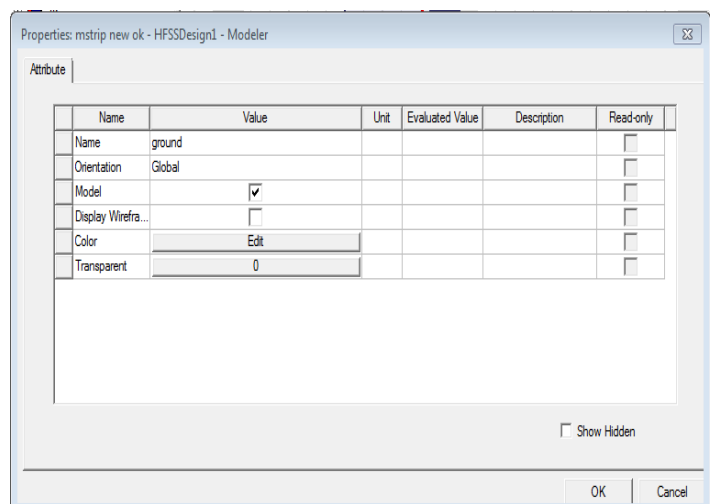 Properties: mstrip new ok - HFSSDesign1 - Modeler
Attribute
Name Value Unit Evaluated Value Description Read-only
Name ground
Orientation Global
Model
Display Wirefra...
Color Edit
Transparent 0
Show Hidden
OK Cancel